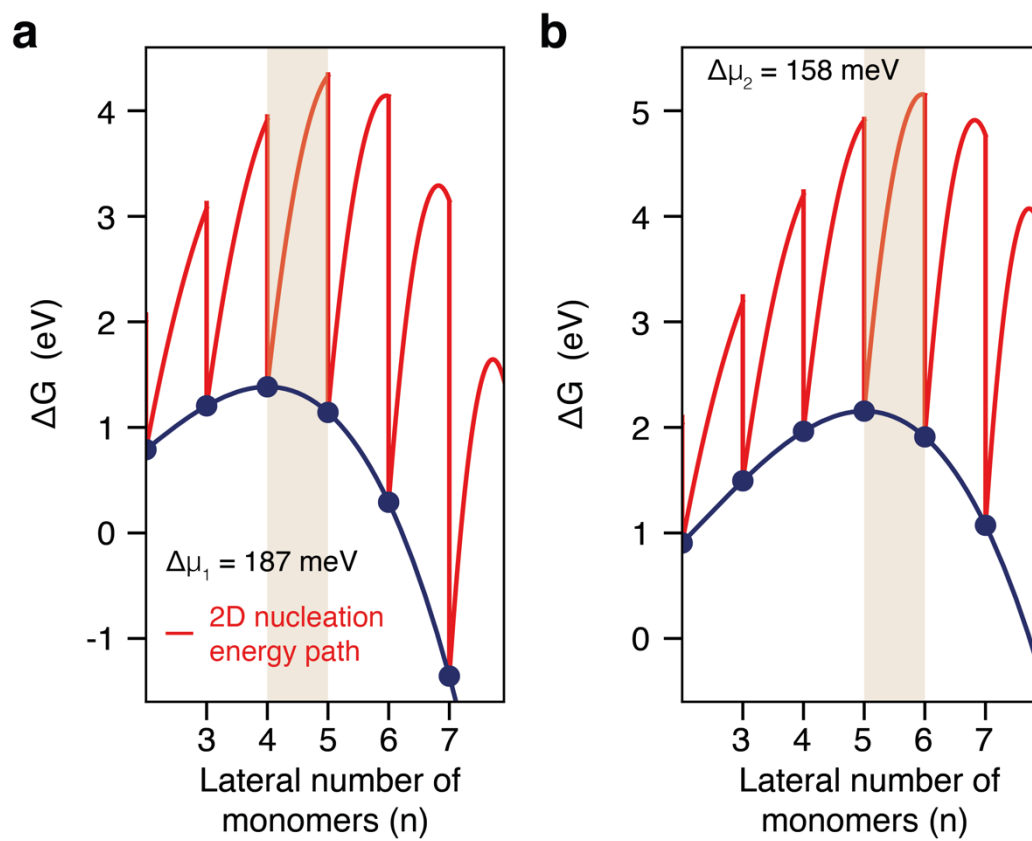 a
4
3
2
1
0
-1
ΔG (eV)
Δμ₁ = 187 meV
2D nucleation
energy path
3 4 5 6 7
Lateral number of
monomers (n)
b
Δμ₂ = 158 meV
5
4
3
2
1
0
ΔG (eV)
3 4 5 6 7
Lateral number of
monomers (n)